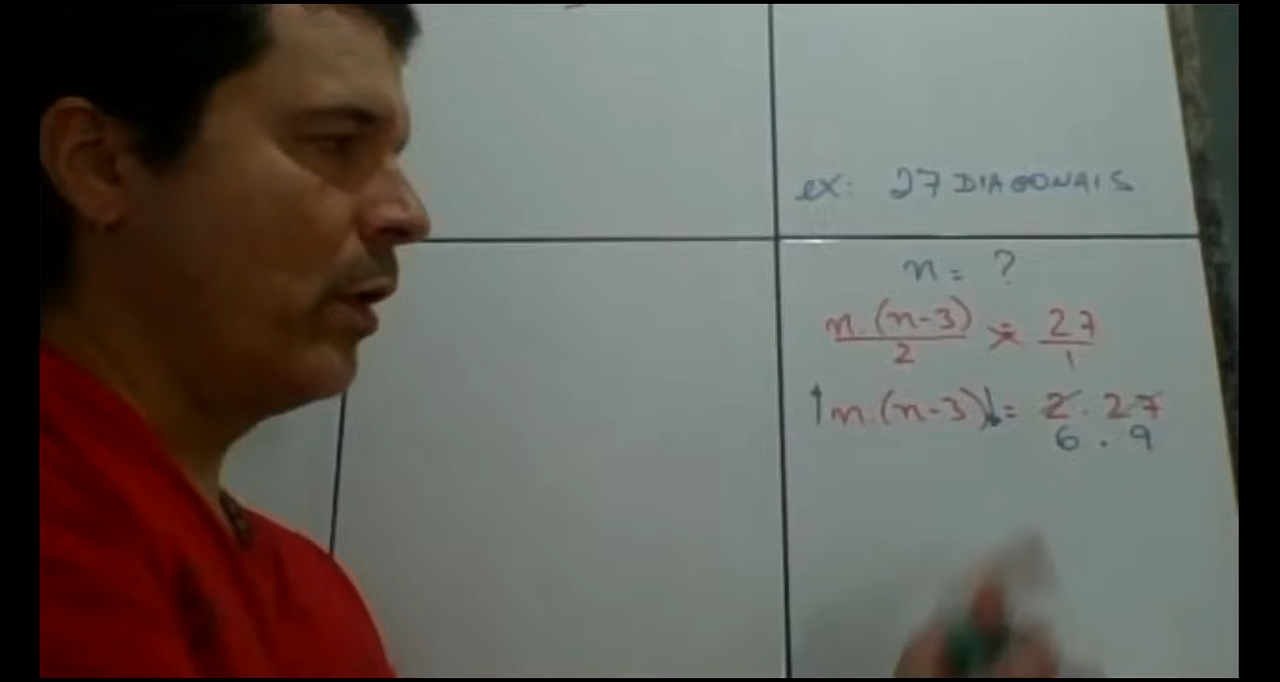 ex: 27 DIAGONAIS
n = ?
n.(n-3) = 27
2 1
↑n.(n-3)↓ = 2.27
6 . 9